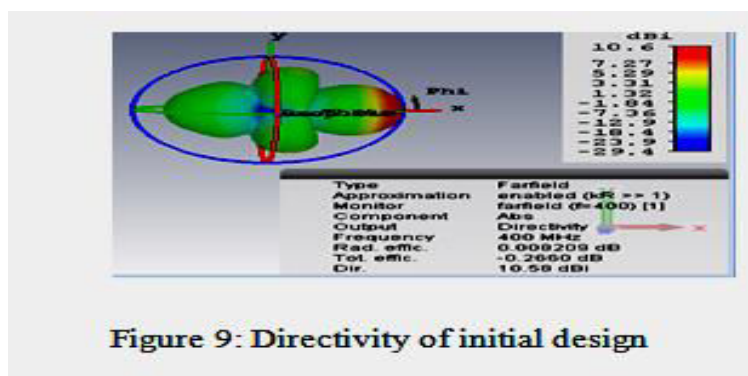 y
dBi
10.6
7.27
5.29
3.31
1.32
-1.84
-7.36
-12.9
-18.4
-23.9
-29.4
Phi
x
Type Farfield
Approximation enabled (kR >> 1)
Monitor farfield (f=400) [1]
Component Abs
Output Directivity
Frequency 400 MHz
Rad. effic. 0.008209 dB
Tot. effic. -0.2660 dB
Dir. 10.58 dBi
x
Figure 9: Directivity of initial design